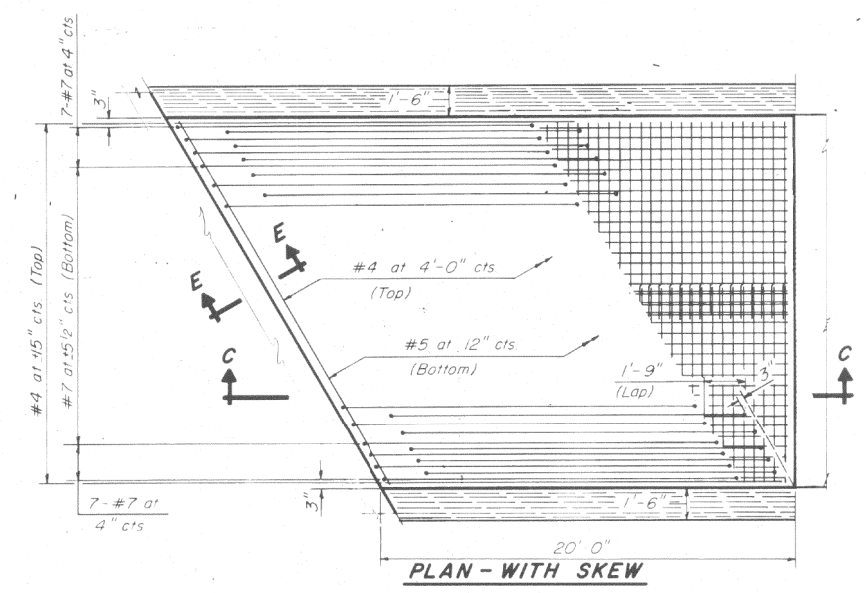 7-#7 at 4" cts
3"
1'-6"
#4 at ±15" cts (Top)
#7 at ±5 1/2" cts (Bottom)
E
E
#4 at 4'-0" cts
(Top)
#5 at 12" cts
(Bottom)
C
C
1'-9"
(Lap)
3"
7-#7 at
4" cts
3"
1'-6"
20'-0"
PLAN-WITH SKEW